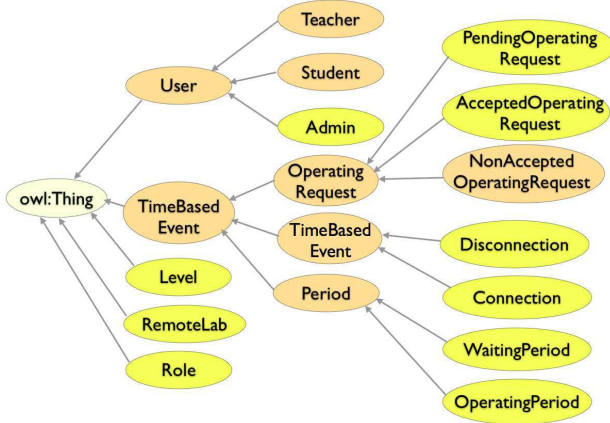 Teacher
User
Student
Admin
owl:Thing
TimeBased
Event
Level
RemoteLab
Role
Operating
Request
TimeBased
Event
Period
PendingOperating
Request
AcceptedOperating
Request
NonAccepted
OperatingRequest
Disconnection
Connection
WaitingPeriod
OperatingPeriod